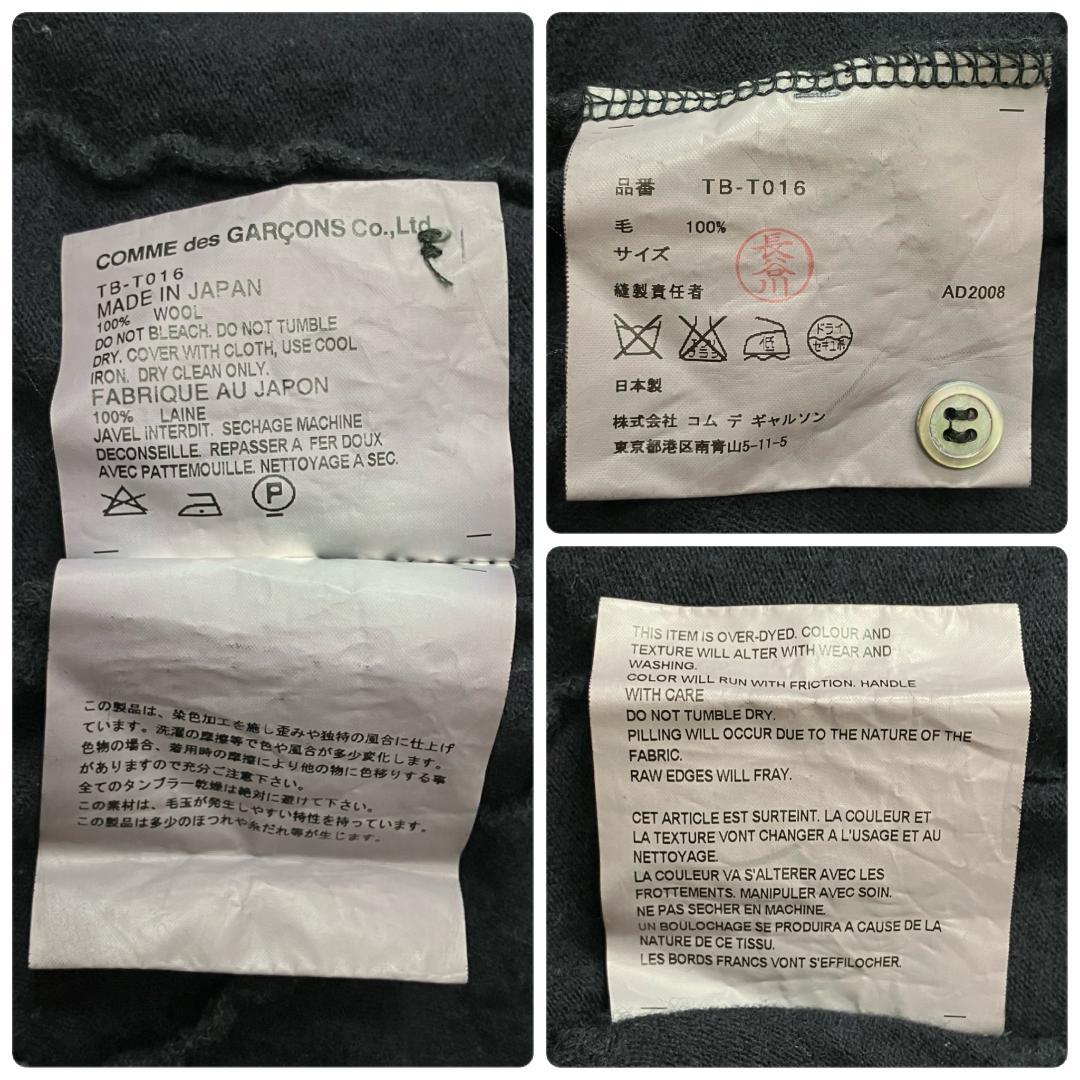 COMME des GARÇONS Co.,Ltd.
TB-T016
MADE IN JAPAN
100% WOOL
DO NOT BLEACH. DO NOT TUMBLE
DRY. COVER WITH CLOTH, USE COOL
IRON. DRY CLEAN ONLY.
FABRIQUE AU JAPON
100% LAINE
JAVEL INTERDIT. SECHAGE MACHINE
DECONSEILLE. REPASSER A FER DOUX
AVEC PATTEMOUILLE. NETTOYAGE A SEC.
P
この製品は、染色加工を施し歪みや独特の風合に仕上げ
ています。洗濯の摩擦等で色や風合が多少変化します。
色物の場合、着用時の摩擦により他の物に色移りする事
がありますので充分ご注意下さい。
全てのタンブラー乾燥は絶対に避けて下さい。
この素材は、毛玉が発生しやすい特性を持っています。
この製品は多少のほつれや糸だれ等が生じます。
品番 TB-T016
毛 100%
サイズ
長谷川
縫製責任者 AD2008
エンソ
サラシ
低
ドライ
セキユ系
日本製
株式会社 コム デ ギャルソン
東京都港区南青山5-11-5
THIS ITEM IS OVER-DYED. COLOUR AND
TEXTURE WILL ALTER WITH WEAR AND
WASHING.
COLOR WILL RUN WITH FRICTION. HANDLE
WITH CARE
DO NOT TUMBLE DRY.
PILLING WILL OCCUR DUE TO THE NATURE OF THE
FABRIC.
RAW EDGES WILL FRAY.
CET ARTICLE EST SURTEINT. LA COULEUR ET
LA TEXTURE VONT CHANGER A L'USAGE ET AU
NETTOYAGE.
LA COULEUR VA S'ALTERER AVEC LES
FROTTEMENTS. MANIPULER AVEC SOIN.
NE PAS SECHER EN MACHINE.
UN BOULOCHAGE SE PRODUIRA A CAUSE DE LA
NATURE DE CE TISSU.
LES BORDS FRANCS VONT S'EFFILOCHER.